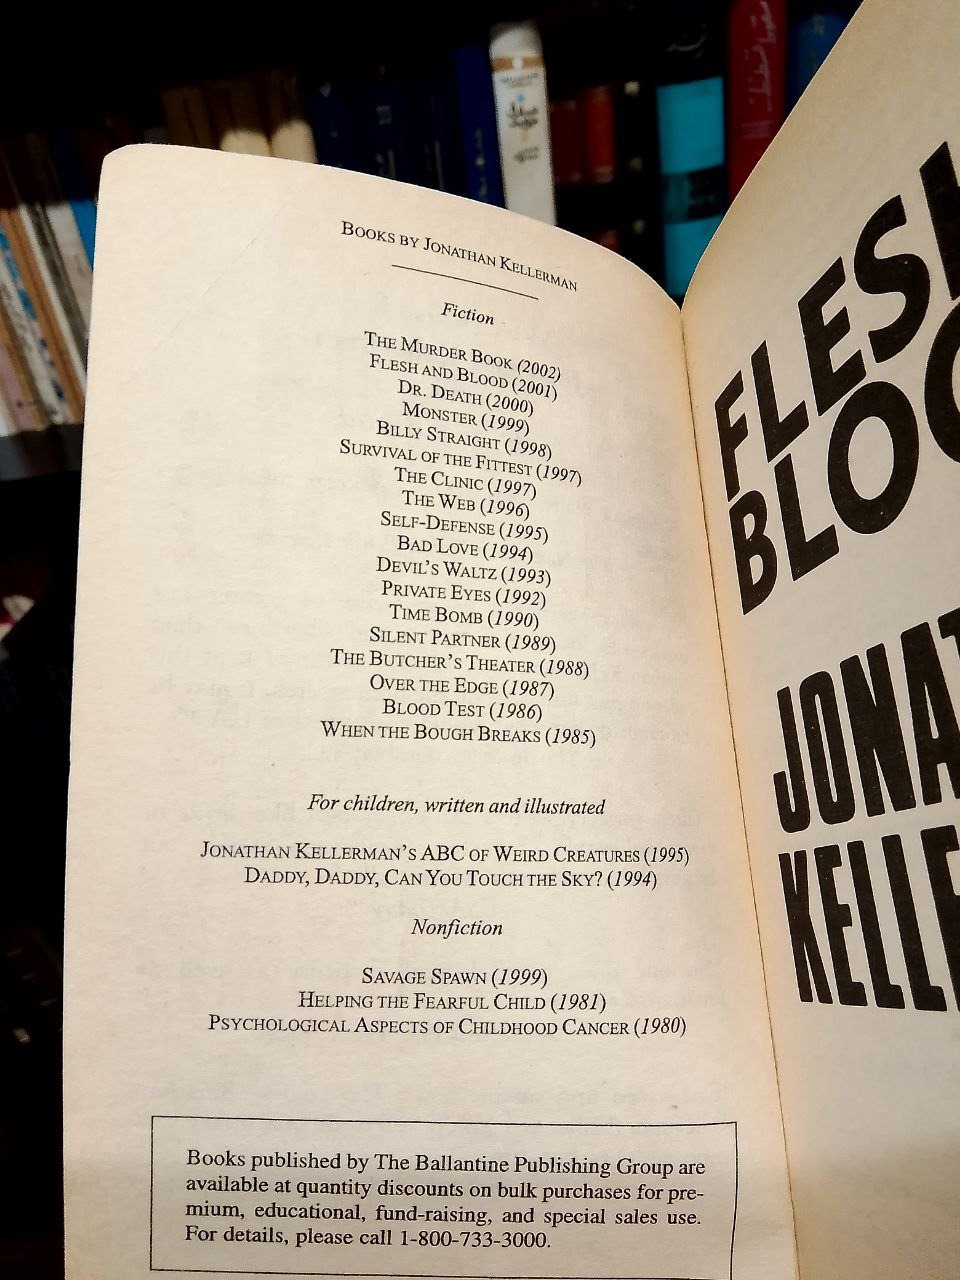 BOOKS BY JONATHAN KELLERMAN
Fiction
THE MURDER BOOK (2002)
FLESH AND BLOOD (2001)
DR. DEATH (2000)
MONSTER (1999)
BILLY STRAIGHT (1998)
SURVIVAL OF THE FITTEST (1997)
THE CLINIC (1997)
THE WEB (1996)
SELF-DEFENSE (1995)
BAD LOVE (1994)
DEVIL'S WALTZ (1993)
PRIVATE EYES (1992)
TIME BOMB (1990)
SILENT PARTNER (1989)
THE BUTCHER'S THEATER (1988)
OVER THE EDGE (1987)
BLOOD TEST (1986)
WHEN THE BOUGH BREAKS (1985)
For children, written and illustrated
JONATHAN KELLERMAN'S ABC OF WEIRD CREATURES (1995)
DADDY, DADDY, CAN YOU TOUCH THE SKY? (1994)
Nonfiction
SAVAGE SPAWN (1999)
HELPING THE FEARFUL CHILD (1981)
PSYCHOLOGICAL ASPECTS OF CHILDHOOD CANCER (1980)
Books published by The Ballantine Publishing Group are
available at quantity discounts on bulk purchases for pre-
mium, educational, fund-raising, and special sales use.
For details, please call 1-800-733-3000.
FLESH
BLOO
JONAT
KELLE